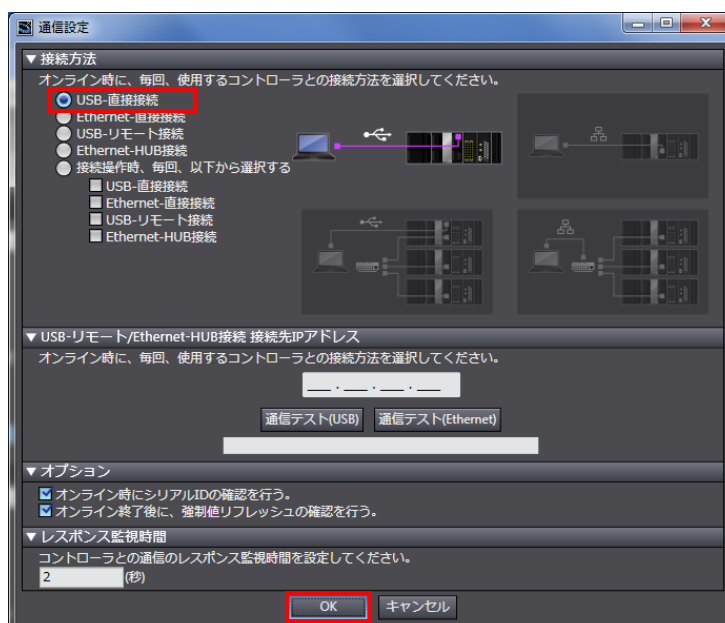 通信設定
▼接続方法
オンライン時に、毎回、使用するコントローラとの接続方法を選択してください。
USB-直接接続
Ethernet-直接接続
USB-リモート接続
Ethernet-HUB接続
接続操作時、毎回、以下から選択する
USB-直接接続
Ethernet-直接接続
USB-リモート接続
Ethernet-HUB接続
▼USB-リモート/Ethernet-HUB接続 接続先IPアドレス
オンライン時に、毎回、使用するコントローラとの接続方法を選択してください。
___.___.___.___
通信テスト(USB) 通信テスト(Ethernet)
▼オプション
オンライン時にシリアルIDの確認を行う。
オンライン終了後に、強制値リフレッシュの確認を行う。
▼レスポンス監視時間
コントローラとの通信のレスポンス監視時間を設定してください。
2 (秒)
OK キャンセル